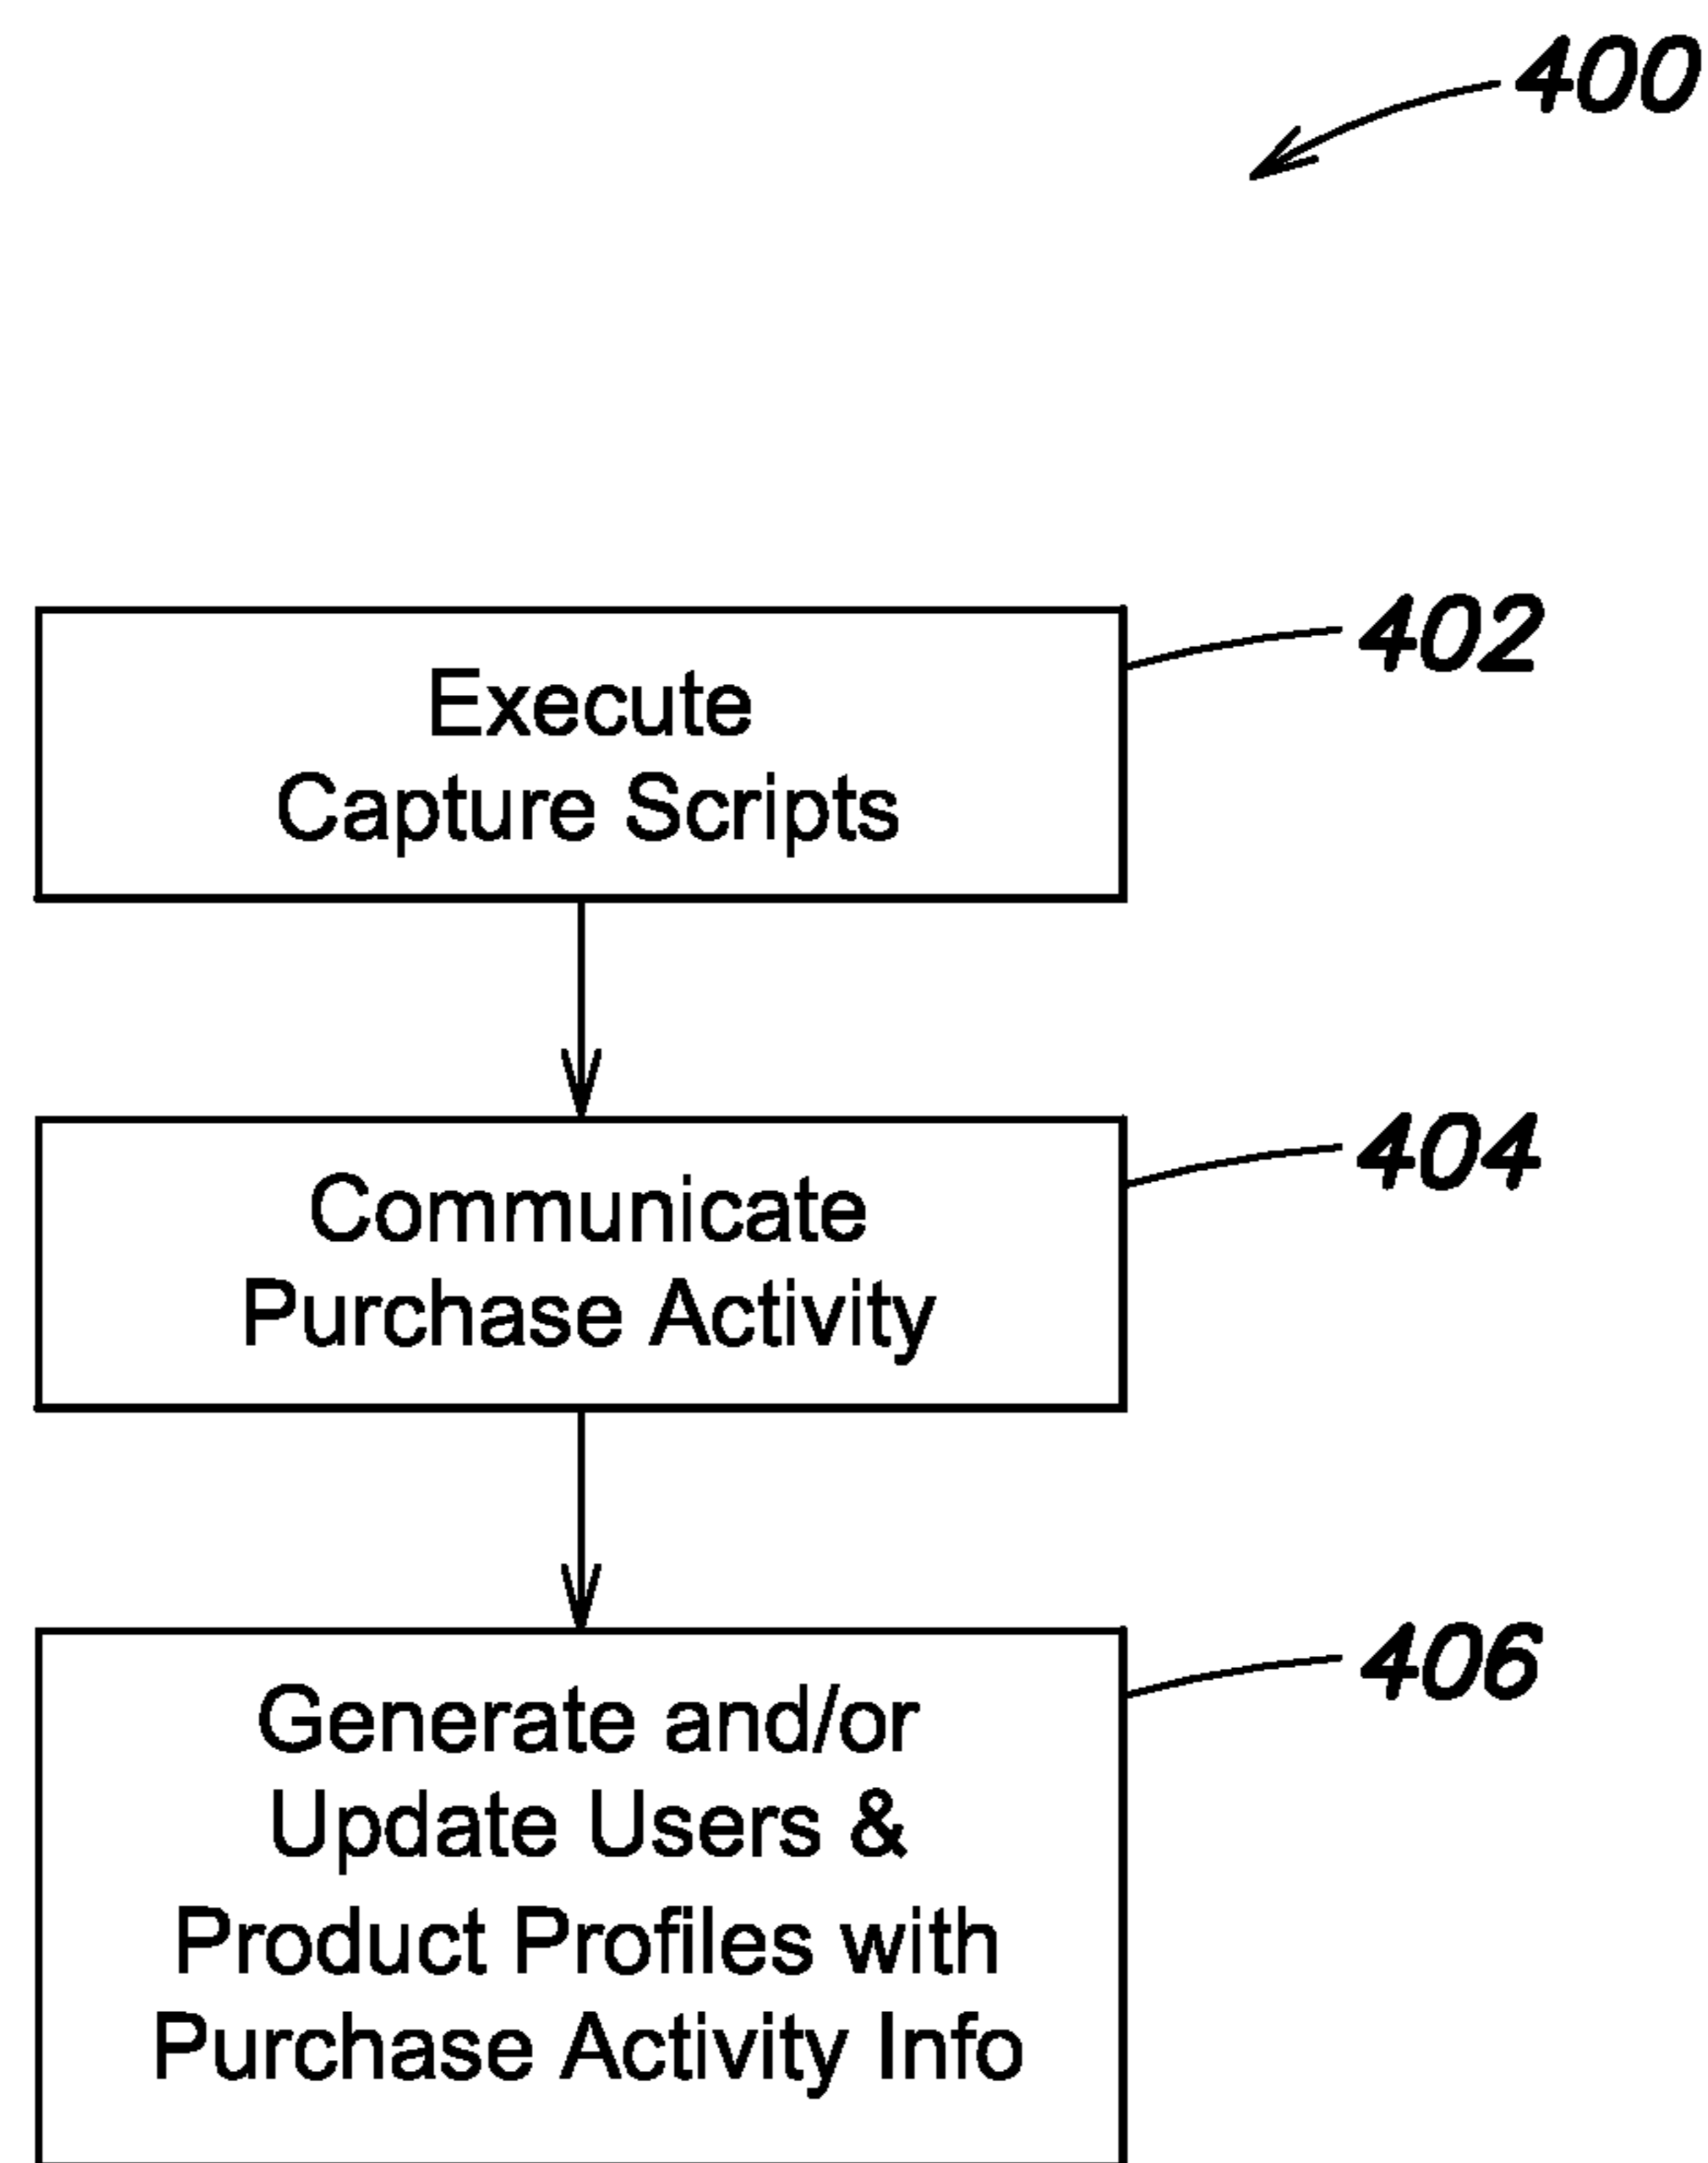 400
402
Execute
Capture Scripts
404
Communicate
Purchase Activity
406
Generate and/or
Update Users &
Product Profiles with
Purchase Activity Info